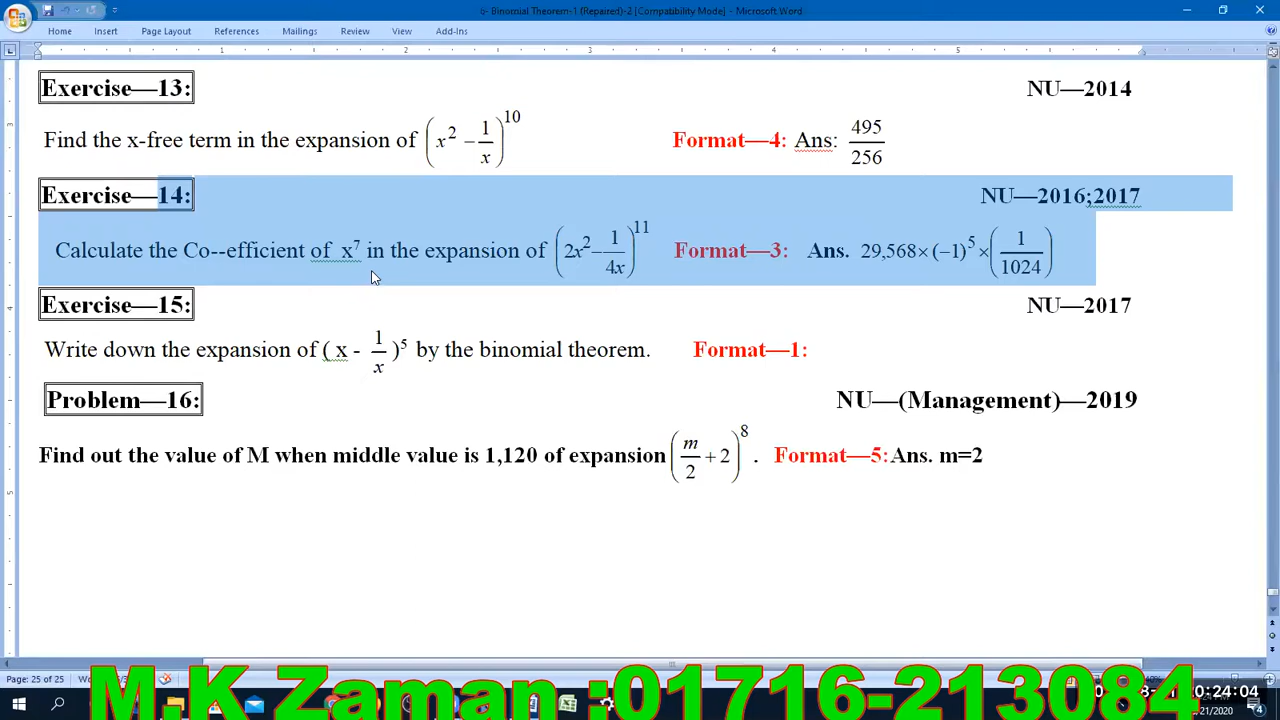 6- Binomial Theorem-1 (Repaired)-2 [Compatibility Mode] - Microsoft Word
Home Insert Page Layout References Mailings Review View Add-Ins
Exercise—13: NU—2014
Find the x-free term in the expansion of (x² − 1/x)¹⁰ Format—4: Ans: 495/256
Exercise—14: NU—2016;2017
Calculate the Co--efficient of x⁷ in the expansion of (2x² − 1/4x)¹¹ Format—3: Ans. 29,568×(−1)⁵×(1/1024)
Exercise—15: NU—2017
Write down the expansion of ( x - 1/x )⁵ by the binomial theorem. Format—1:
Problem—16: NU—(Management)—2019
Find out the value of M when middle value is 1,120 of expansion (m/2 + 2)⁸ . Format—5: Ans. m=2
Page: 25 of 25
M.K Zaman :01716-213084
10:24:04
/21/2020